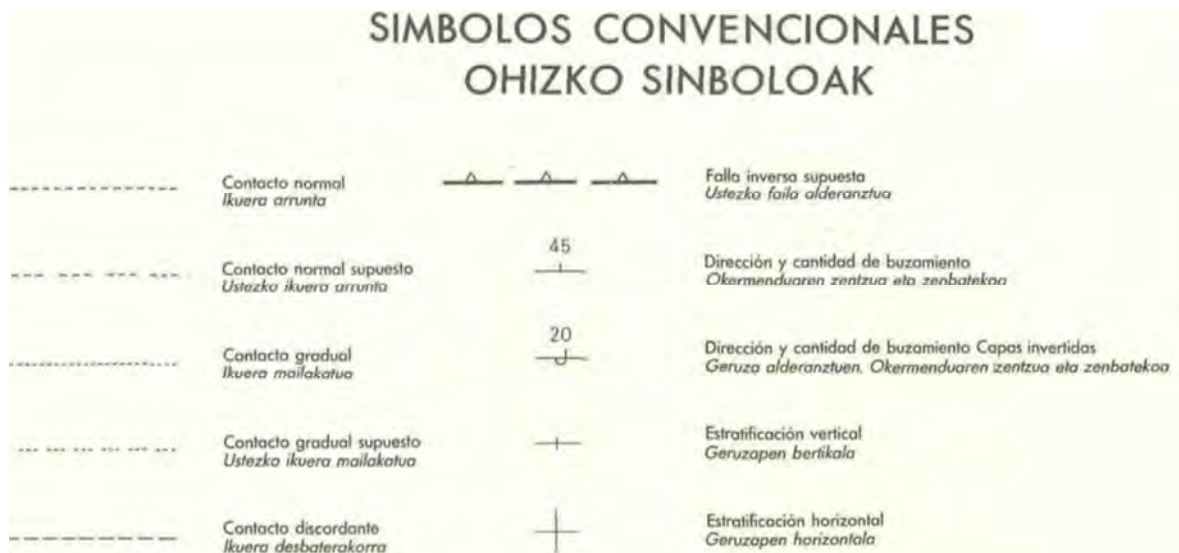 SIMBOLOS CONVENCIONALES
OHIZKO SINBOLOAK
Contacto normal
Ikuera arrunta
Contacto normal supuesto
Ustezko ikuera arrunta
Contacto gradual
Ikuera mailakatua
Contacto gradual supuesto
Ustezko ikuera mailakatua
Contacto discordante
Ikuera desbaterakorra
Falla inversa supuesta
Ustezko faila alderanztua
45
Dirección y cantidad de buzamiento
Okermenduaren zentzua eta zenbatekoa
20
Dirección y cantidad de buzamiento Capas invertidas
Geruza alderanztuen. Okermenduaren zentzua eta zenbatekoa
Estratificación vertical
Geruzapen bertikala
Estratificación horizontal
Geruzapen horizontala